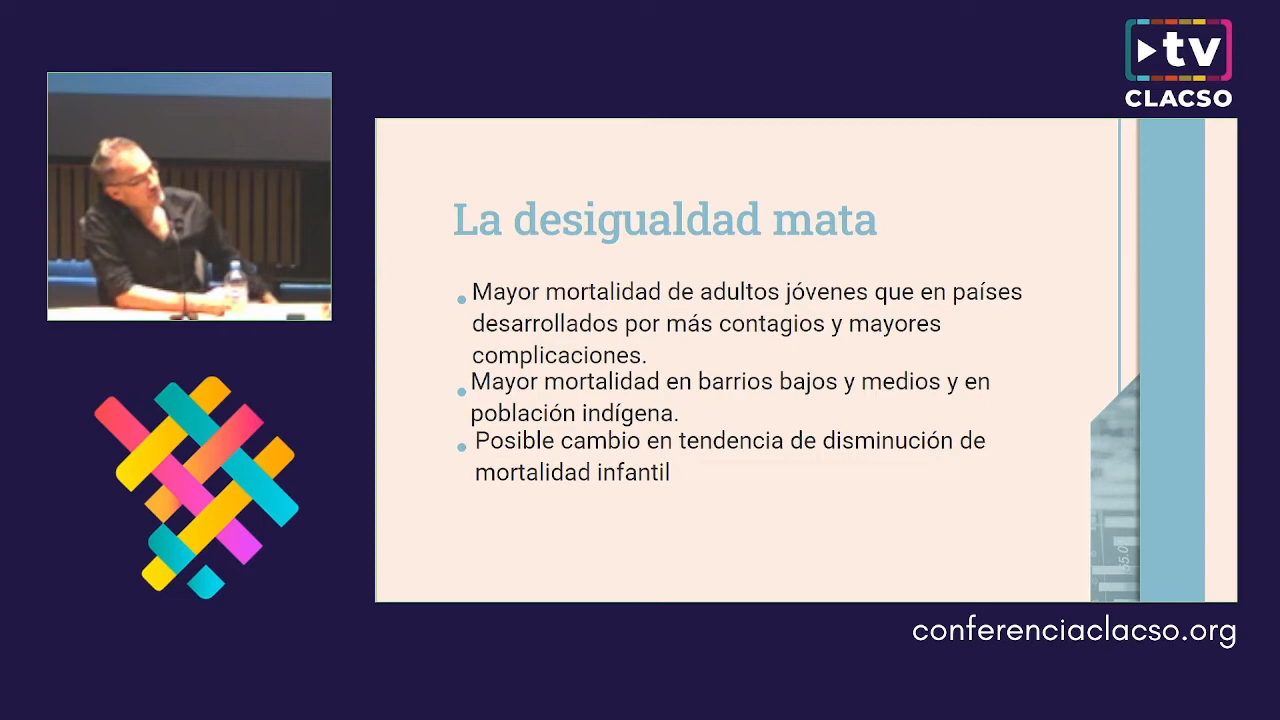 tv
CLACSO
La desigualdad mata
Mayor mortalidad de adultos jóvenes que en países
desarrollados por más contagios y mayores
complicaciones.
Mayor mortalidad en barrios bajos y medios y en
población indígena.
Posible cambio en tendencia de disminución de
mortalidad infantil
55.0
conferenciaclacso.org